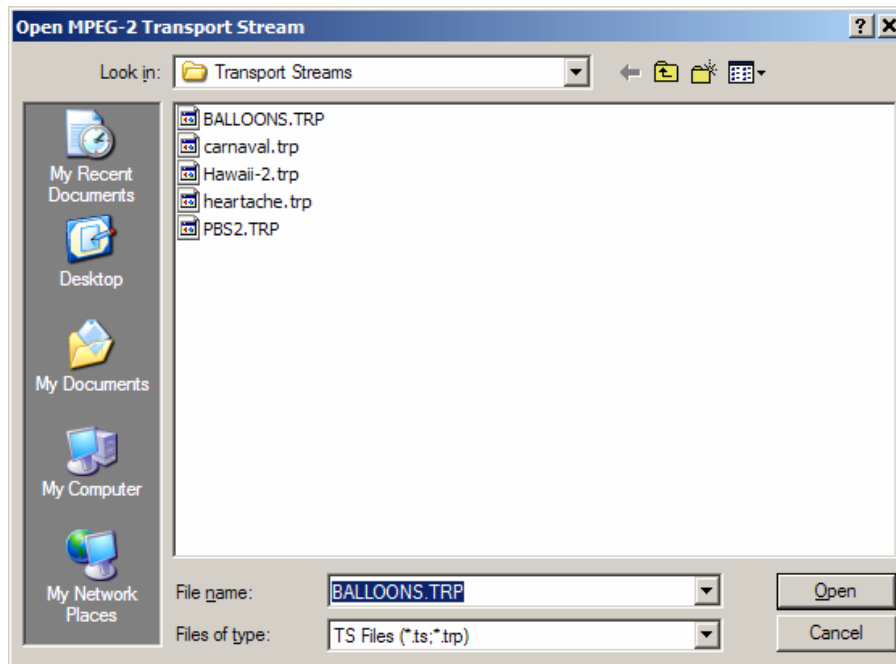 Open MPEG-2 Transport Stream
Look in: Transport Streams
BALLOONS.TRP
carnaval.trp
Hawaii-2.trp
heartache.trp
PBS2.TRP
My Recent
Documents
Desktop
My Documents
My Computer
My Network
Places
File name: BALLOONS.TRP Open
Files of type: TS Files (*.ts;*.trp) Cancel